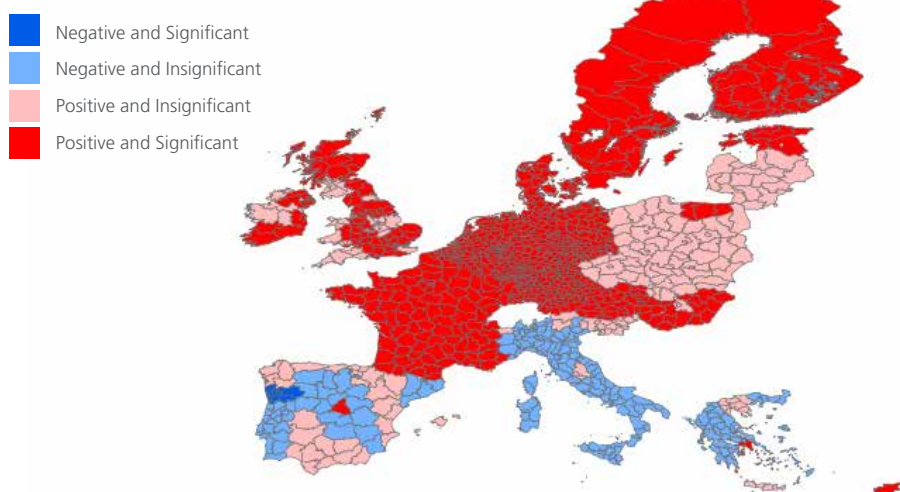 Negative and Significant
Negative and Insignificant
Positive and Insignificant
Positive and Significant